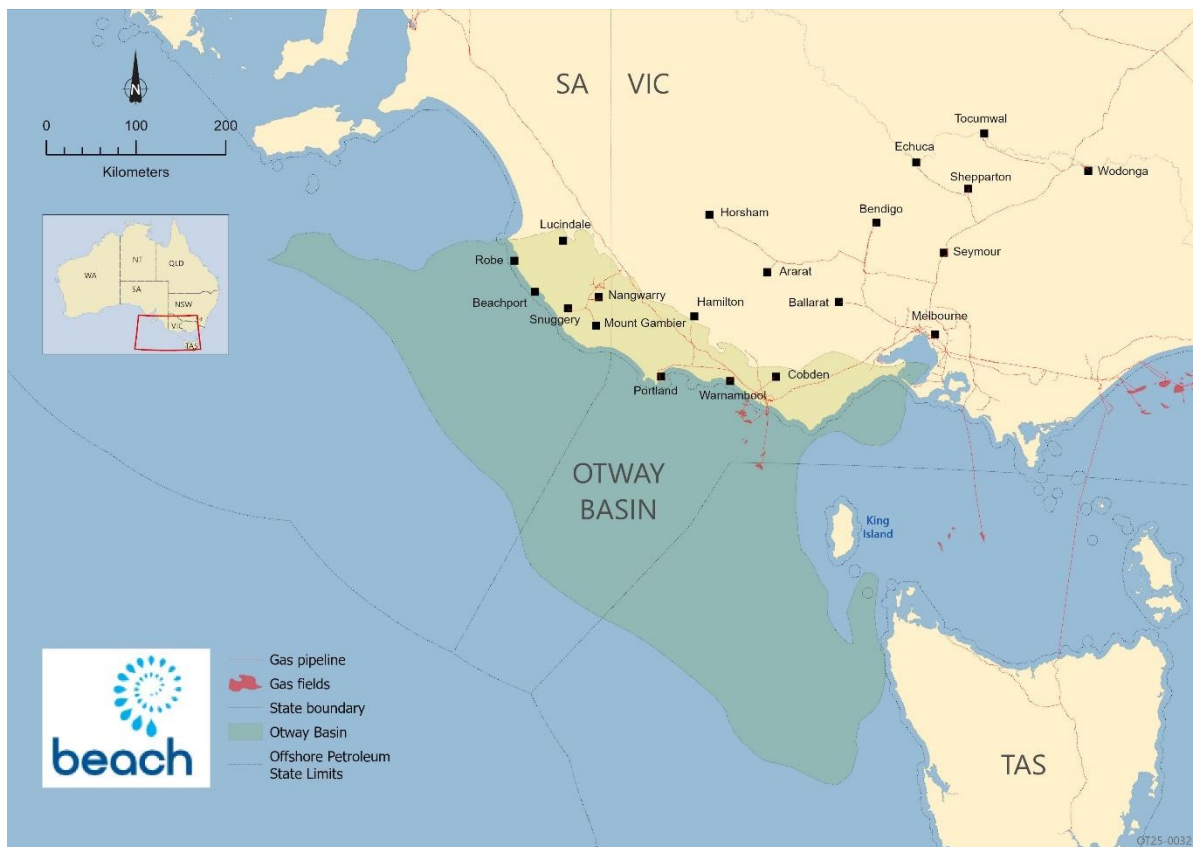 SA
VIC
N
0 100 200
Kilometers
Tocumwal
Echuca
Shepparton
Wodonga
Horsham
Bendigo
Lucindale
Seymour
Robe
Ararat
Beachport
Nangwarry
Hamilton
Ballarat
Snuggery
Mount Gambier
Melbourne
Portland
Warnambool
Cobden
WA
NT
QLD
SA
NSW
VIC
TAS
OTWAY
BASIN
King
Island
beach
Gas pipeline
Gas fields
State boundary
Otway Basin
Offshore Petroleum
State Limits
TAS
OT25-0032